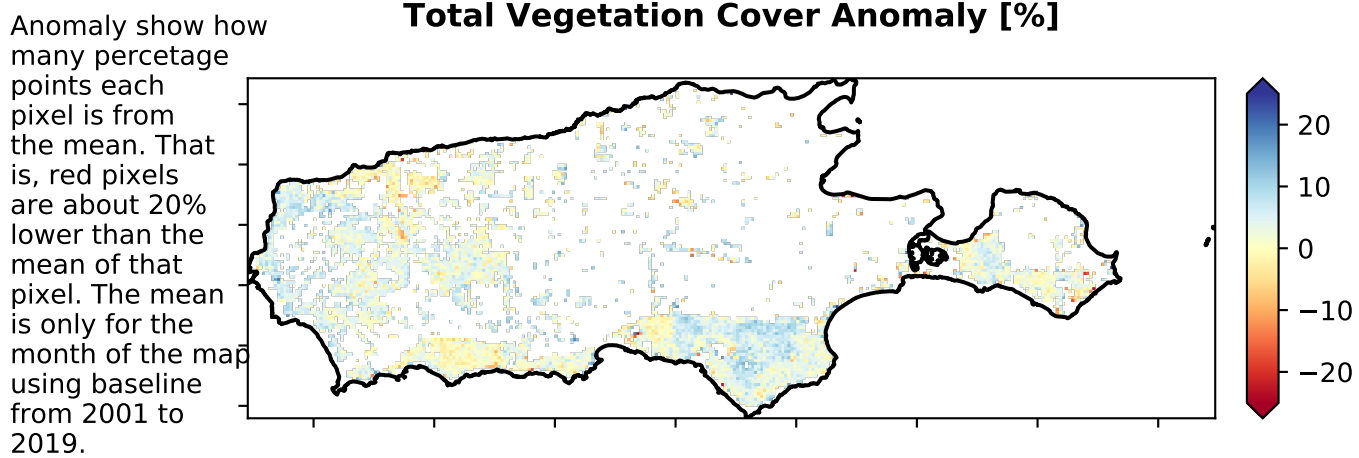 Total Vegetation Cover Anomaly [%]
Anomaly show how
many percetage
points each
pixel is from
the mean. That
is, red pixels
are about 20%
lower than the
mean of that
pixel. The mean
is only for the
month of the map
using baseline
from 2001 to
2019.
20
10
0
−10
−20